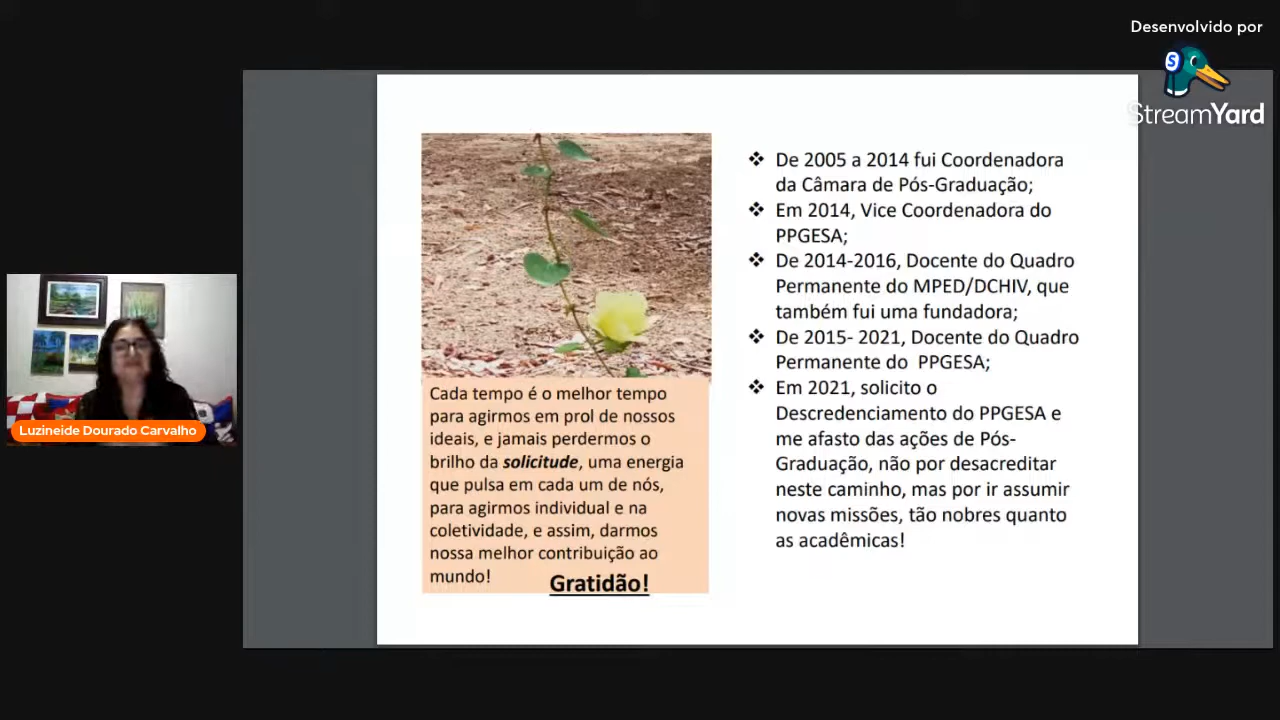 Desenvolvido por
StreamYard
Luzineide Dourado Carvalho
Cada tempo é o melhor tempo
para agirmos em prol de nossos
ideais, e jamais perdermos o
brilho da solicitude, uma energia
que pulsa em cada um de nós,
para agirmos individual e na
coletividade, e assim, darmos
nossa melhor contribuição ao
mundo!
Gratidão!
❖ De 2005 a 2014 fui Coordenadora
da Câmara de Pós-Graduação;
❖ Em 2014, Vice Coordenadora do
PPGESA;
❖ De 2014-2016, Docente do Quadro
Permanente do MPED/DCHIV, que
também fui uma fundadora;
❖ De 2015- 2021, Docente do Quadro
Permanente do PPGESA;
❖ Em 2021, solicito o
Descredenciamento do PPGESA e
me afasto das ações de Pós-
Graduação, não por desacreditar
neste caminho, mas por ir assumir
novas missões, tão nobres quanto
as acadêmicas!